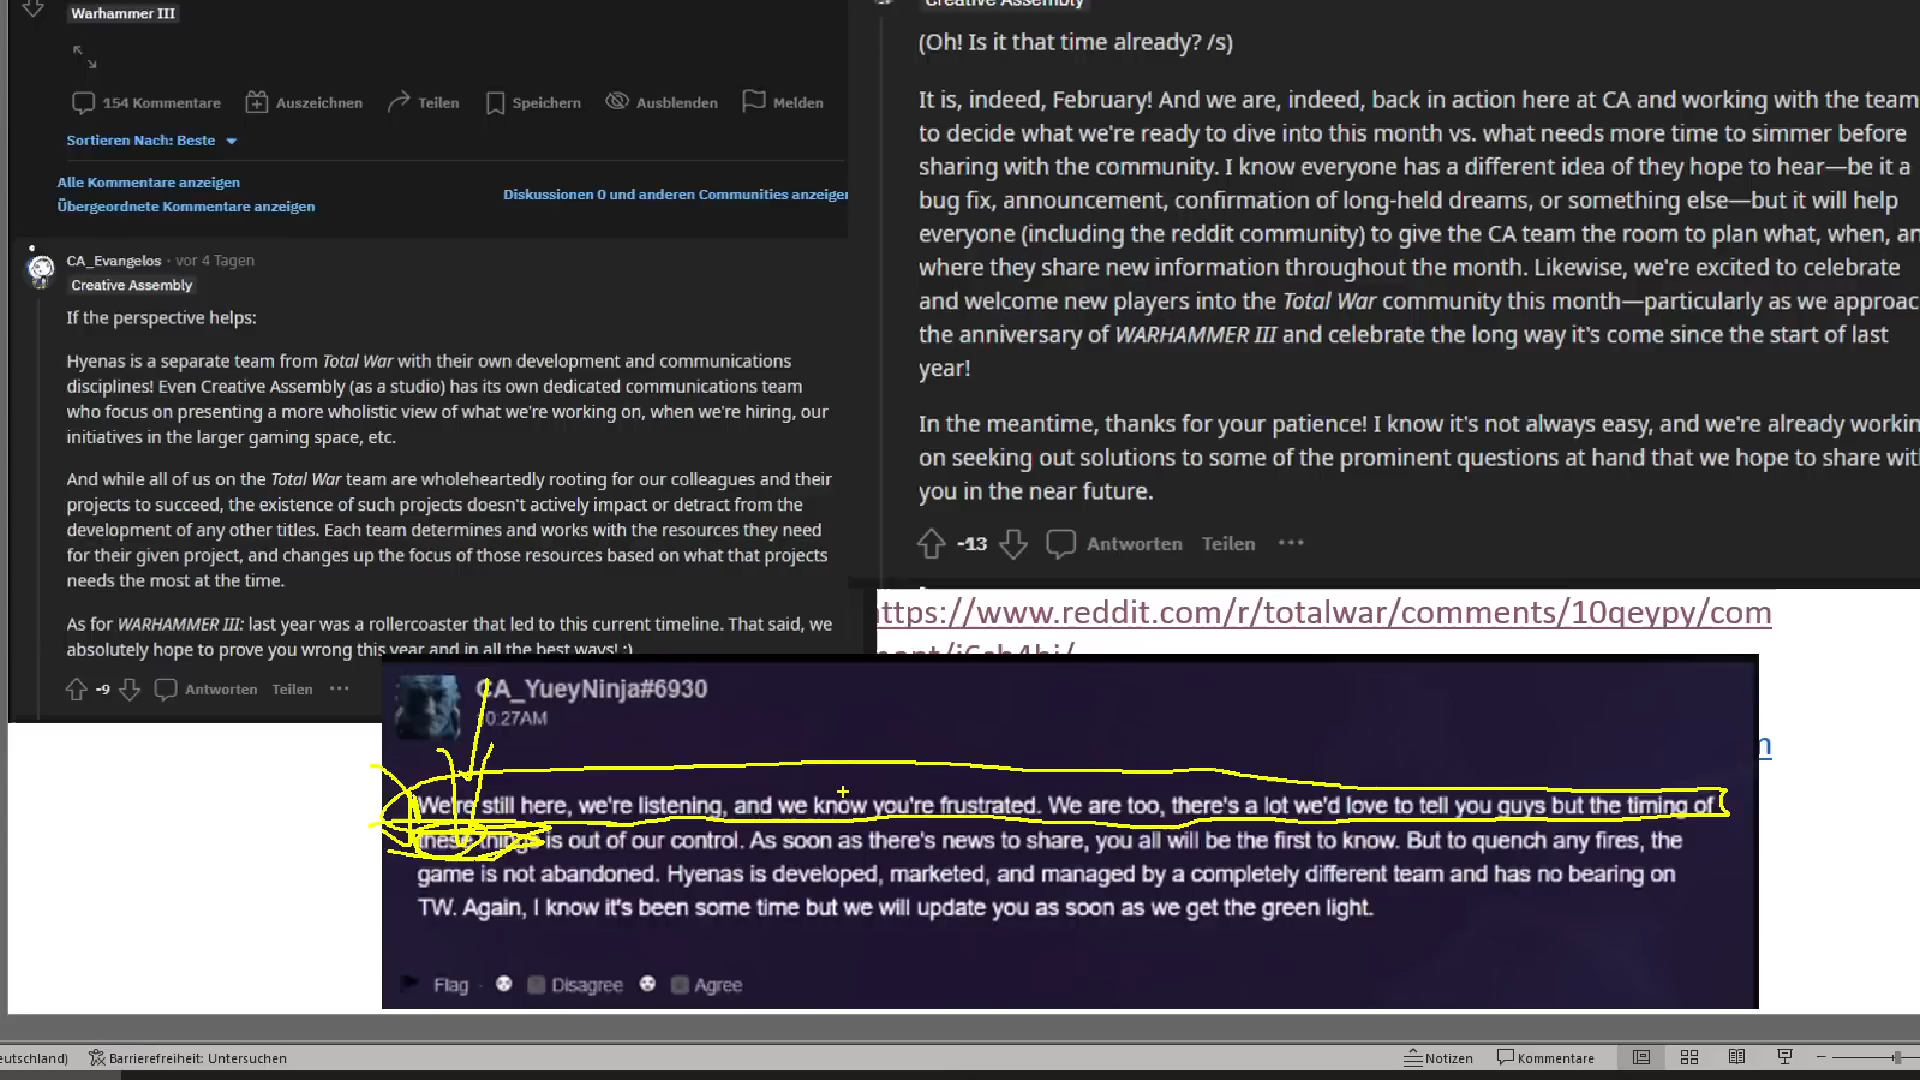 Warhammer III
154 Kommentare Auszeichnen Teilen Speichern Ausblenden Melden
Sortieren Nach: Beste
Alle Kommentare anzeigen
Übergeordnete Kommentare anzeigen
Diskussionen 0 und anderen Communities anzeigen
CA_Evangelos · vor 4 Tagen
Creative Assembly
If the perspective helps:
Hyenas is a separate team from Total War with their own development and communications
disciplines! Even Creative Assembly (as a studio) has its own dedicated communications team
who focus on presenting a more wholistic view of what we're working on, when we're hiring, our
initiatives in the larger gaming space, etc.
And while all of us on the Total War team are wholeheartedly rooting for our colleagues and their
projects to succeed, the existence of such projects doesn't actively impact or detract from the
development of any other titles. Each team determines and works with the resources they need
for their given project, and changes up the focus of those resources based on what that projects
needs the most at the time.
As for WARHAMMER III: last year was a rollercoaster that led to this current timeline. That said, we
absolutely hope to prove you wrong this year and in all the best ways! :)
-9 Antworten Teilen ...
Creative Assembly
(Oh! Is it that time already? /s)
It is, indeed, February! And we are, indeed, back in action here at CA and working with the team
to decide what we're ready to dive into this month vs. what needs more time to simmer before
sharing with the community. I know everyone has a different idea of they hope to hear—be it a
bug fix, announcement, confirmation of long-held dreams, or something else—but it will help
everyone (including the reddit community) to give the CA team the room to plan what, when, an
where they share new information throughout the month. Likewise, we're excited to celebrate
and welcome new players into the Total War community this month—particularly as we approac
the anniversary of WARHAMMER III and celebrate the long way it's come since the start of last
year!
In the meantime, thanks for your patience! I know it's not always easy, and we're already workin
on seeking out solutions to some of the prominent questions at hand that we hope to share wit
you in the near future.
-13 Antworten Teilen ...
ttps://www.reddit.com/r/totalwar/comments/10qeypy/com
CA_YueyNinja#6930
0.27AM
We're still here, we're listening, and we know you're frustrated. We are too, there's a lot we'd love to tell you guys but the timing of
these things is out of our control. As soon as there's news to share, you all will be the first to know. But to quench any fires, the
game is not abandoned. Hyenas is developed, marketed, and managed by a completely different team and has no bearing on
TW. Again, I know it's been some time but we will update you as soon as we get the green light.
Flag · Disagree Agree
eutschland) Barrierefreiheit: Untersuchen Notizen Kommentare